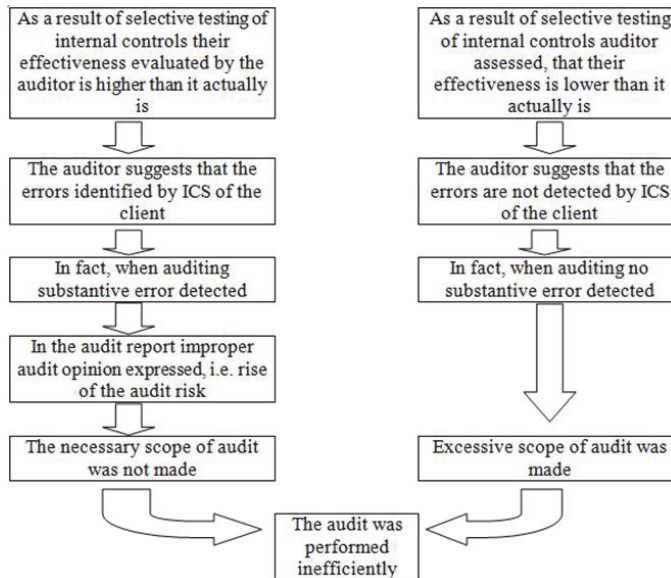 As a result of selective testing of
internal controls their
effectiveness evaluated by the
auditor is higher than it actually
is
As a result of selective testing
of internal controls auditor
assessed, that their
effectiveness is lower than it
actually is
The auditor suggests that the
errors identified by ICS of the
client
The auditor suggests that the
errors are not detected by ICS
of the client
In fact, when auditing
substantive error detected
In fact, when auditing no
substantive error detected
In the audit report improper
audit opinion expressed, i.e. rise
of the audit risk
The necessary scope of audit
was not made
Excessive scope of audit was
made
The audit was
performed
inefficiently